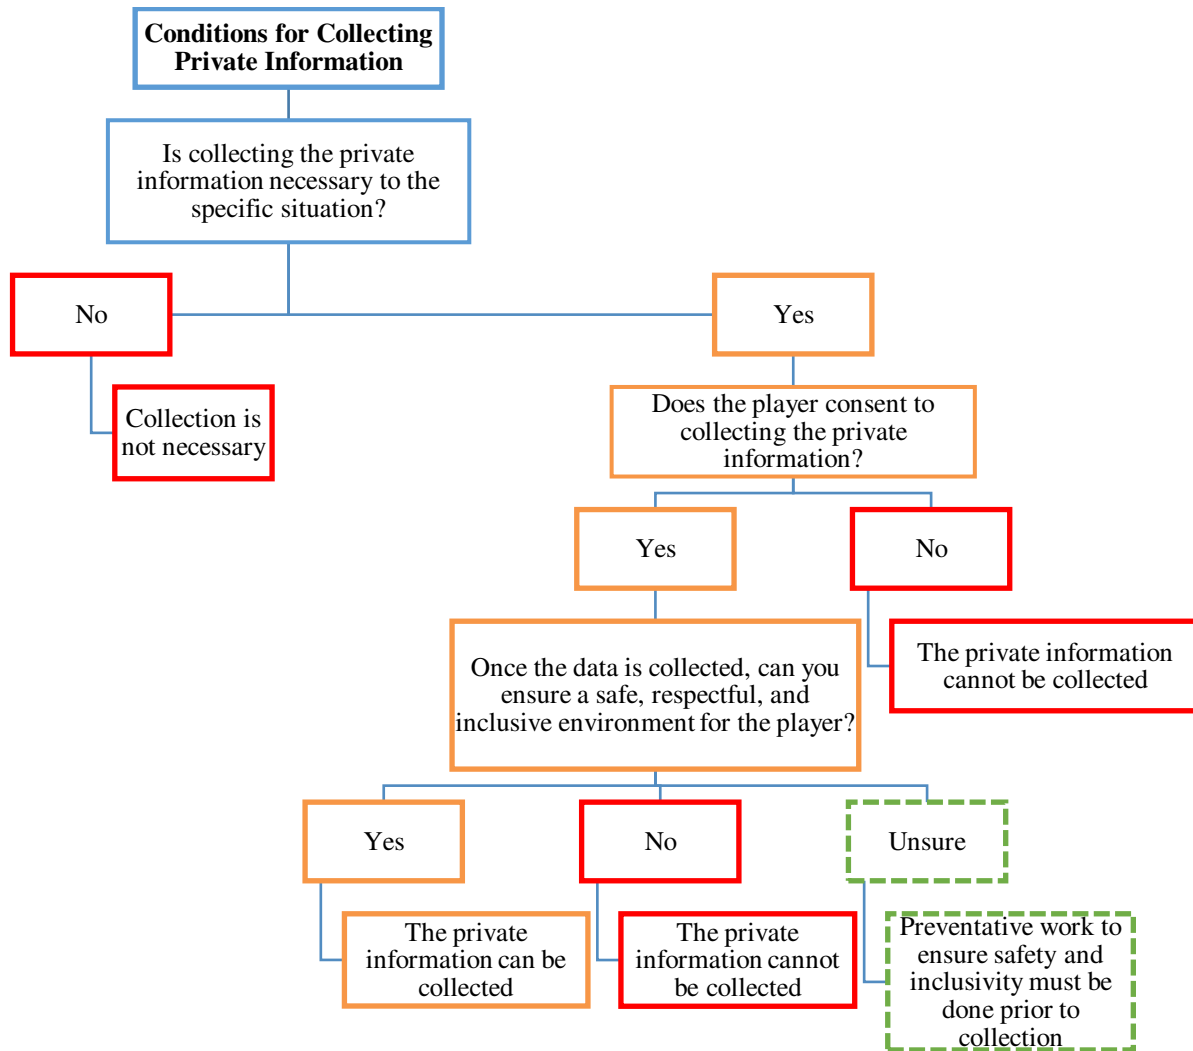 Conditions for Collecting
Private Information
Is collecting the private
information necessary to the
specific situation?
No
Yes
Collection is
not necessary
Does the player consent to
collecting the private
information?
Yes
No
Once the data is collected, can you
ensure a safe, respectful, and
inclusive environment for the player?
The private information
cannot be collected
Yes
No
Unsure
The private
information can be
collected
The private
information cannot
be collected
Preventative work to
ensure safety and
inclusivity must be
done prior to
collection